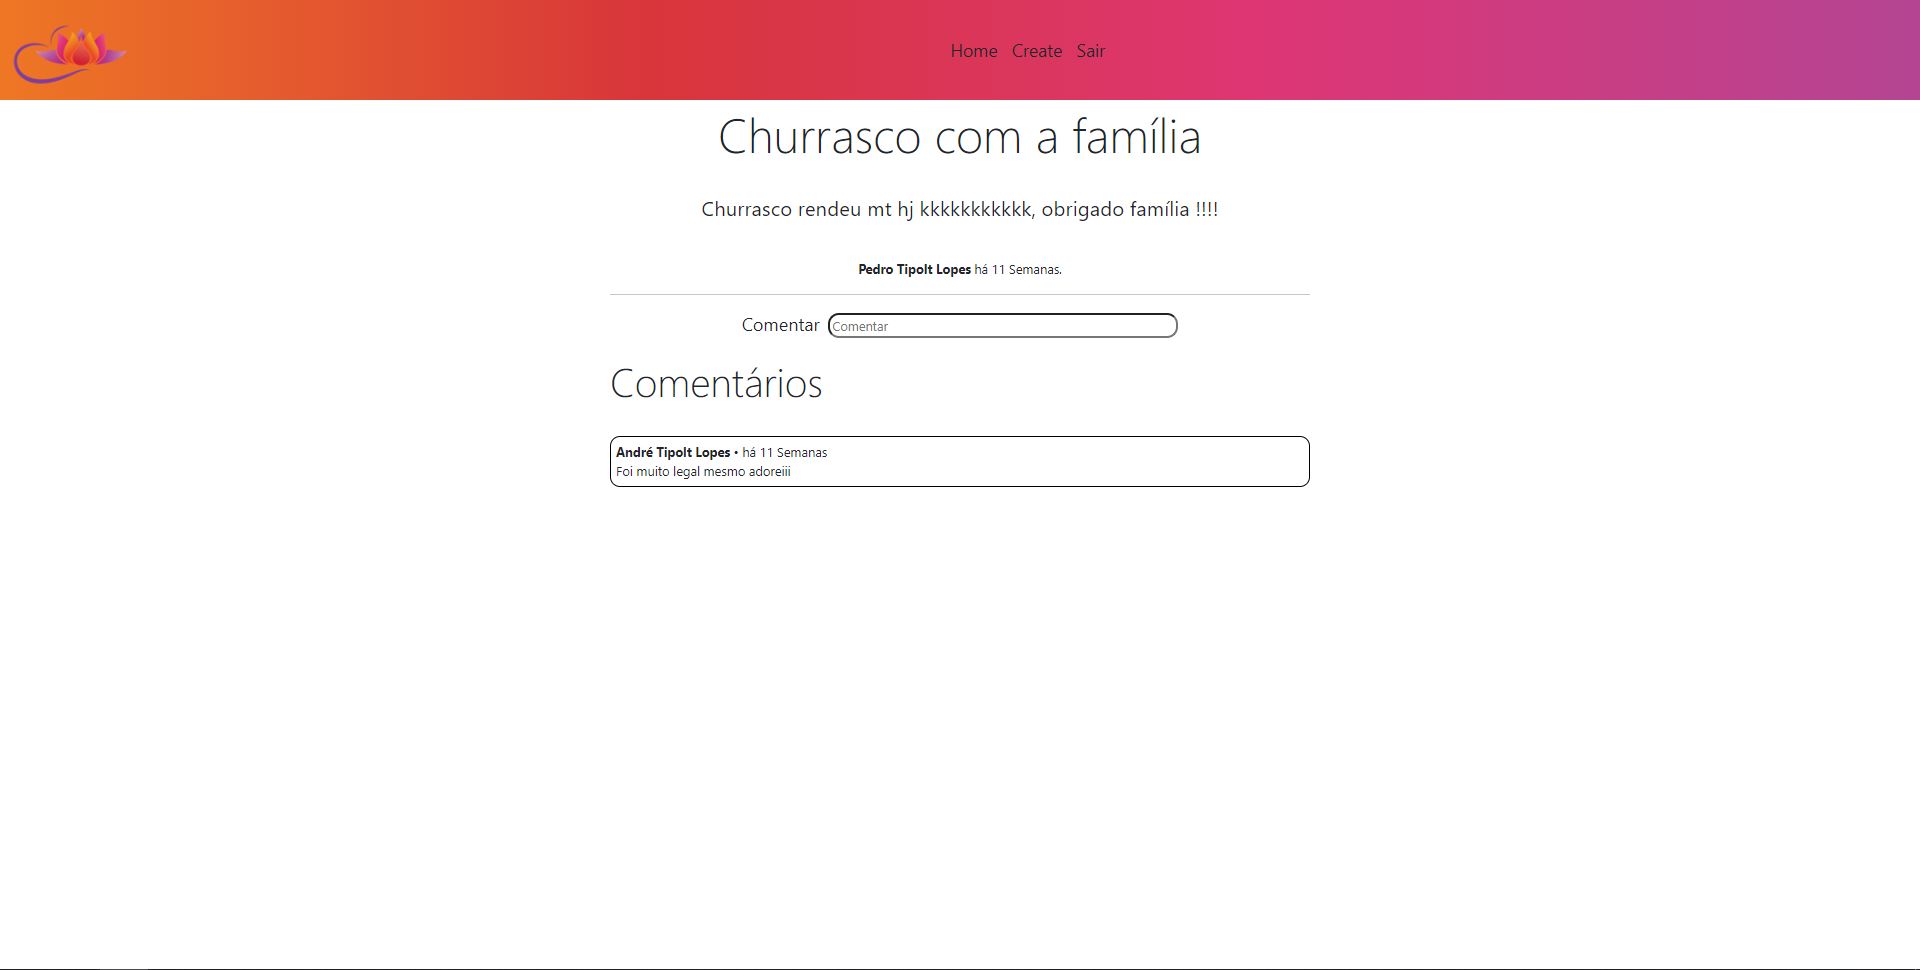 Home Create Sair
Churrasco com a família
Churrasco rendeu mt hj kkkkkkkkkkk, obrigado família !!!!
Pedro Tipolt Lopes há 11 Semanas.
Comentar Comentar
Comentários
André Tipolt Lopes • há 11 Semanas
Foi muito legal mesmo adoreiii